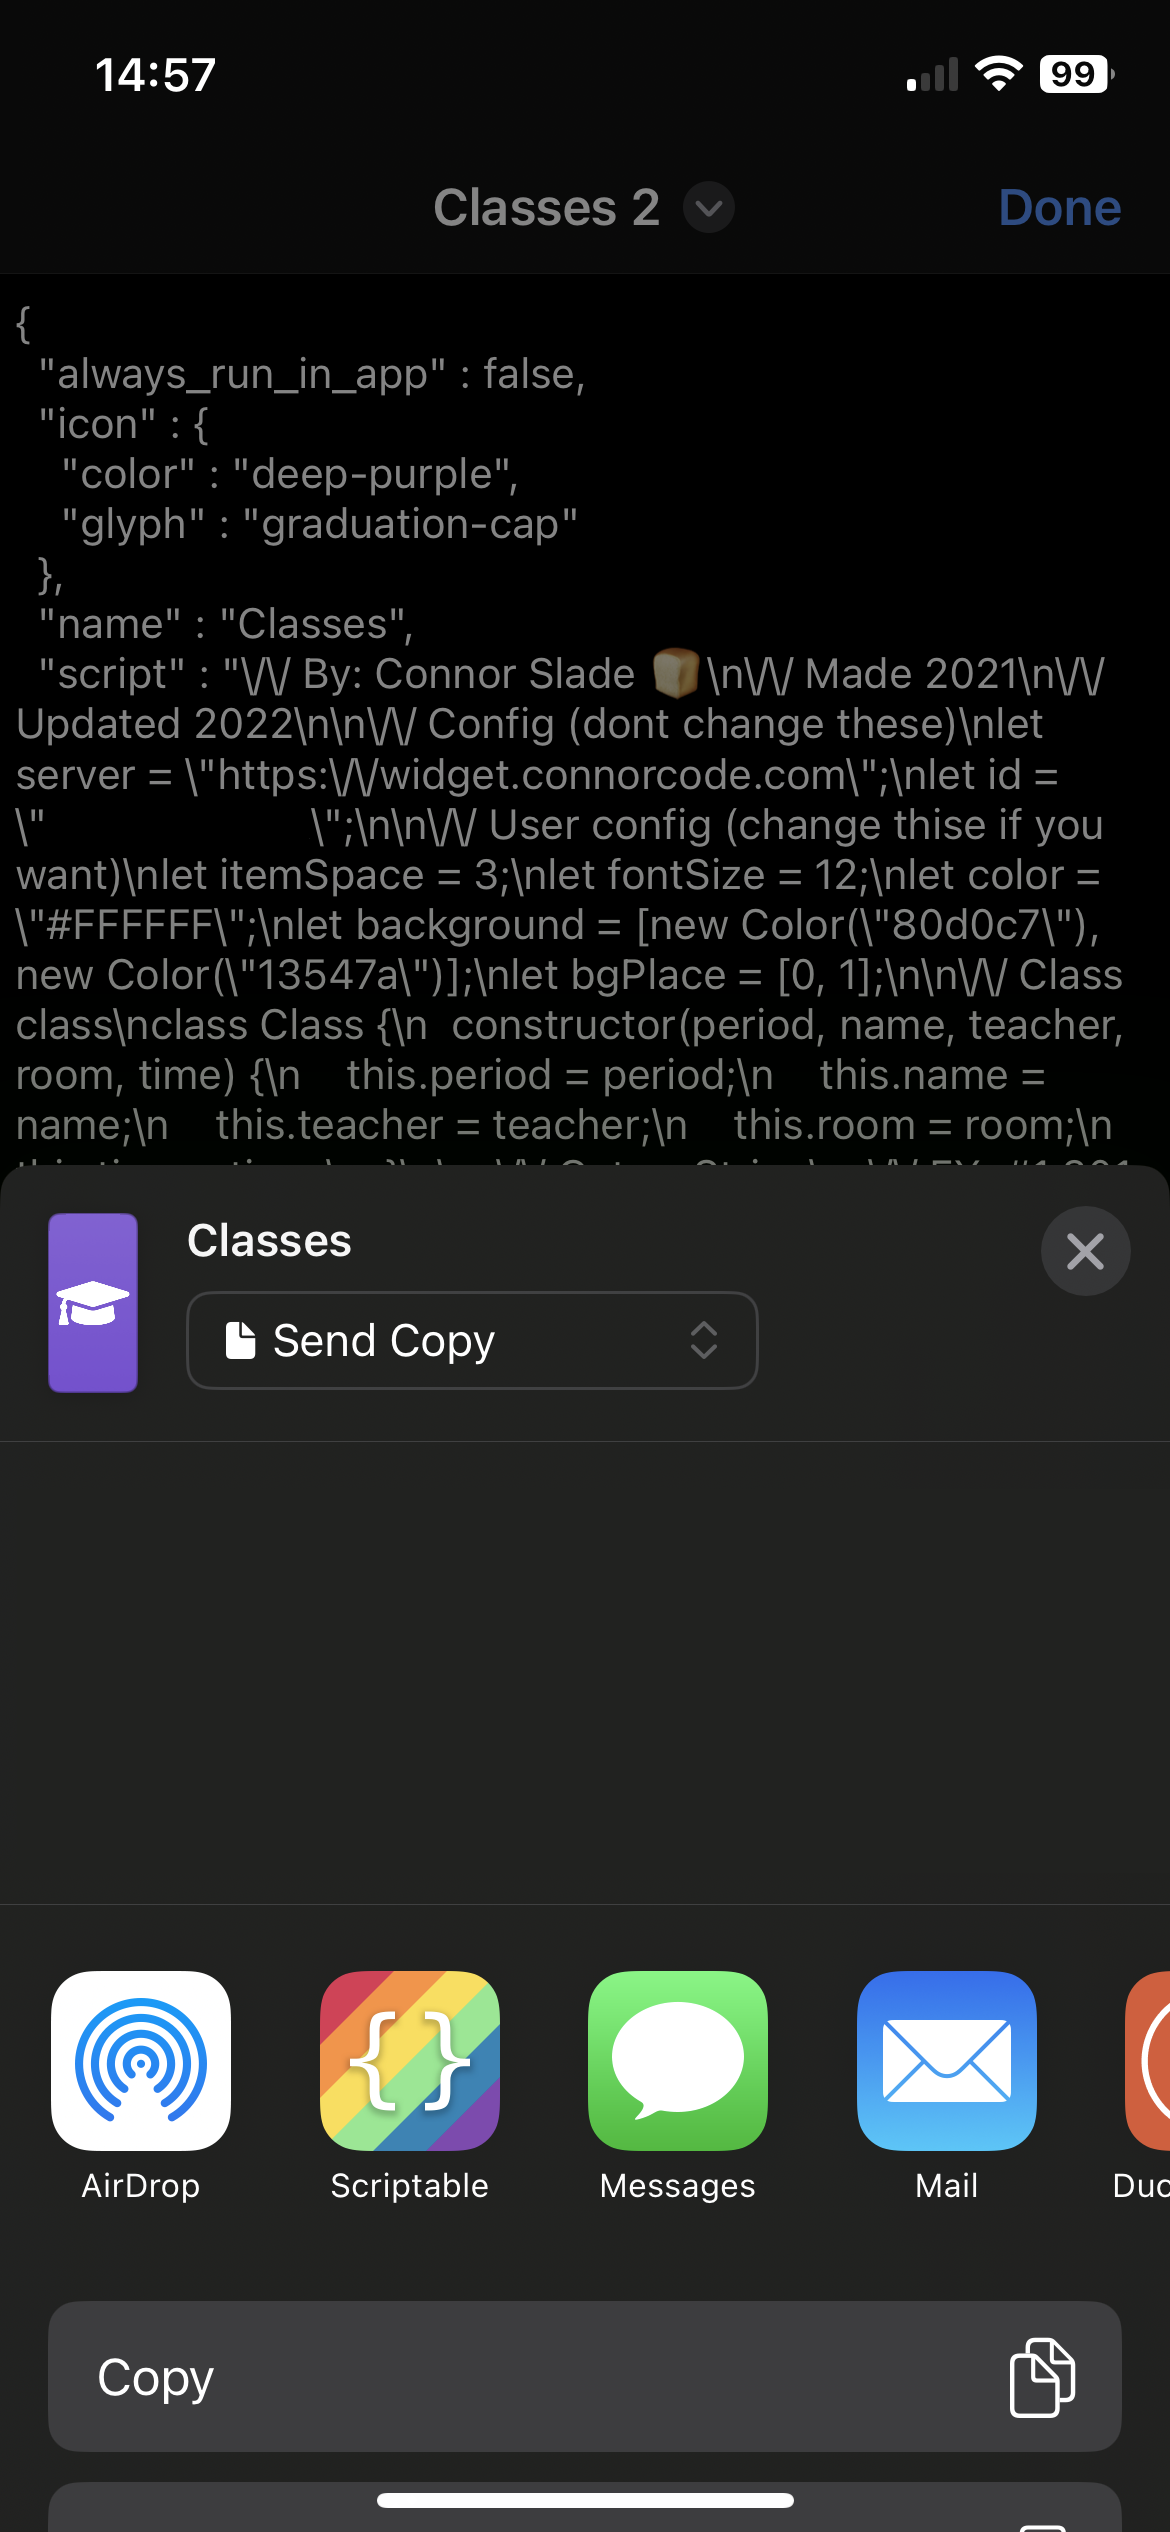 14:57
99
Classes 2
Done
{
"always_run_in_app" : false,
"icon" : {
"color" : "deep-purple",
"glyph" : "graduation-cap"
},
"name" : "Classes",
"script" : "\/\/ By: Connor Slade 🍞\n\/\/ Made 2021\n\/\/
Updated 2022\n\n\/\/ Config (dont change these)\nlet
server = \"https:\/\/widget.connorcode.com\";\nlet id =
\" \";\n\n\/\/ User config (change thise if you
want)\nlet itemSpace = 3;\nlet fontSize = 12;\nlet color =
\"#FFFFFF\";\nlet background = [new Color(\"80d0c7\"),
new Color(\"13547a\")];\nlet bgPlace = [0, 1];\n\n\/\/ Class
class\nclass Class {\n  constructor(period, name, teacher,
room, time) {\n    this.period = period;\n    this.name =
name;\n    this.teacher = teacher;\n    this.room = room;\n
Classes
Send Copy
AirDrop
Scriptable
Messages
Mail
Copy